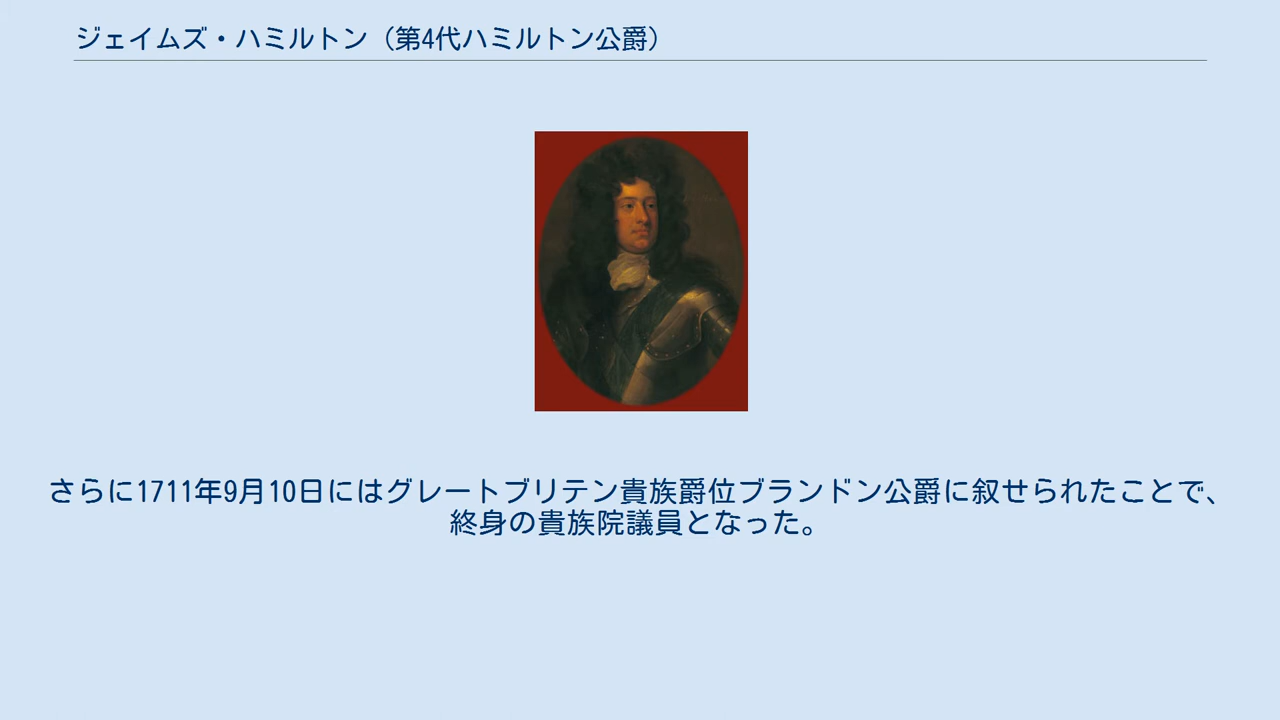 ジェイムズ・ハミルトン（第4代ハミルトン公爵）
さらに1711年9月10日にはグレートブリテン貴族爵位ブランドン公爵に叙せられたことで、
終身の貴族院議員となった。